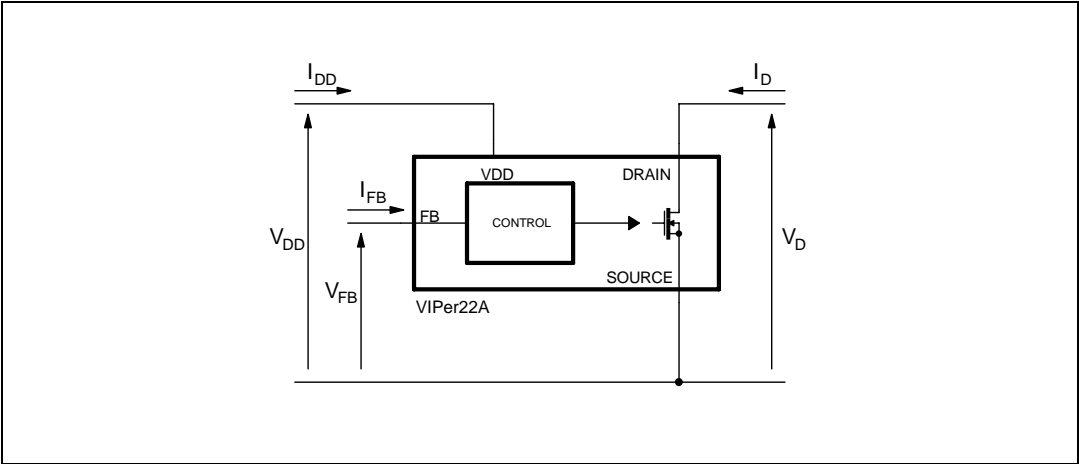 I_DD
I_D
VDD
DRAIN
I_FB
FB
CONTROL
V_DD
V_D
SOURCE
V_FB
VIPer22A